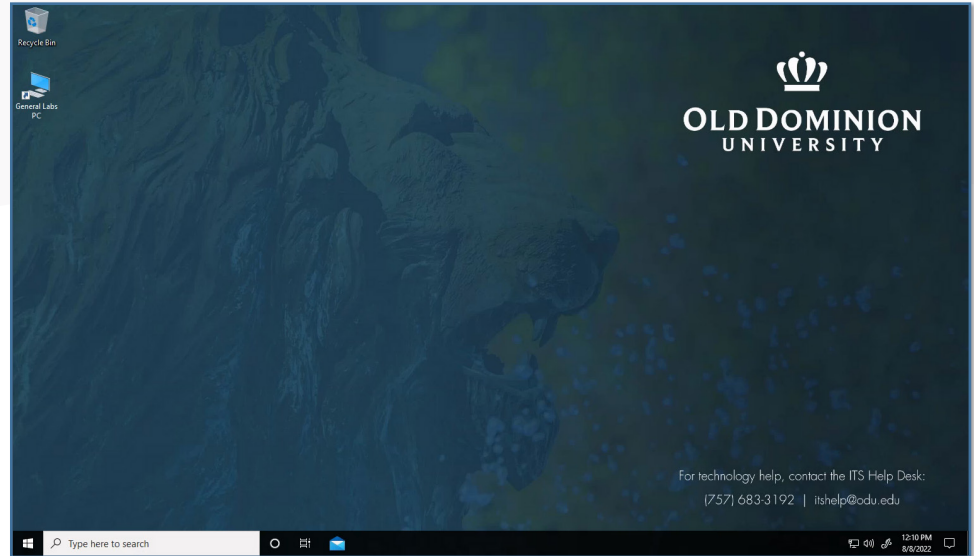 Recycle Bin
General Labs
PC
OLD DOMINION
UNIVERSITY
For technology help, contact the ITS Help Desk:
(757) 683-3192 | itshelp@odu.edu
Type here to search
12:10 PM
8/8/2022